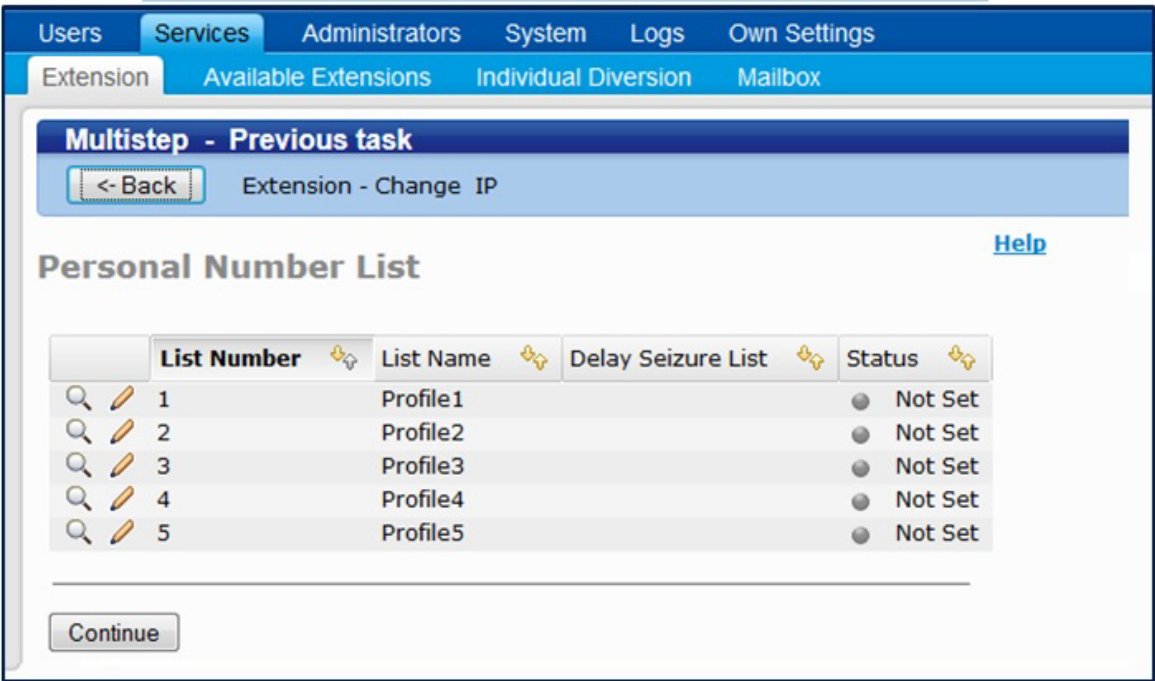 Users Services Administrators System Logs Own Settings
Extension Available Extensions Individual Diversion Mailbox
Multistep - Previous task
<- Back Extension - Change IP
Help
Personal Number List
List Number List Name Delay Seizure List Status
1 Profile1 Not Set
2 Profile2 Not Set
3 Profile3 Not Set
4 Profile4 Not Set
5 Profile5 Not Set
Continue